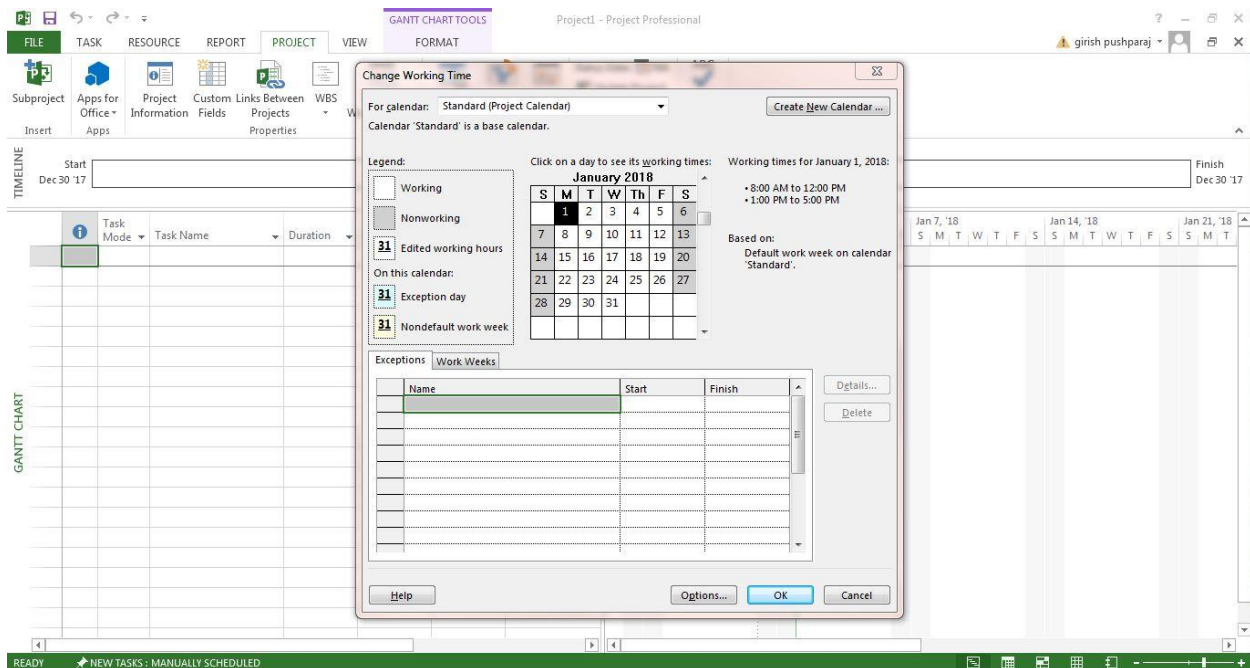 GANTT CHART TOOLS
Project1 - Project Professional
?
FILE TASK RESOURCE REPORT PROJECT VIEW FORMAT
girish pushparaj
Subproject
Apps for Office
Project Information
Custom Fields
Links Between Projects
WBS
W
Insert
Apps
Properties
TIMELINE
Start
Dec 30 '17
Finish
Dec 30 '17
Task Mode
Task Name
Duration
Jan 7, '18
Jan 14, '18
Jan 21, '18
S M T W T F S S M T W T F S S M T
GANTT CHART
Change Working Time
For calendar: Standard (Project Calendar)
Create New Calendar ...
Calendar 'Standard' is a base calendar.
Legend:
Working
Nonworking
31 Edited working hours
On this calendar:
31 Exception day
31 Nondefault work week
Click on a day to see its working times:
January 2018
S M T W Th F S
1 2 3 4 5 6
7 8 9 10 11 12 13
14 15 16 17 18 19 20
21 22 23 24 25 26 27
28 29 30 31
Working times for January 1, 2018:
• 8:00 AM to 12:00 PM
• 1:00 PM to 5:00 PM
Based on:
Default work week on calendar
'Standard'.
Exceptions Work Weeks
Name Start Finish
Details...
Delete
Help
Options...
OK
Cancel
READY
NEW TASKS : MANUALLY SCHEDULED